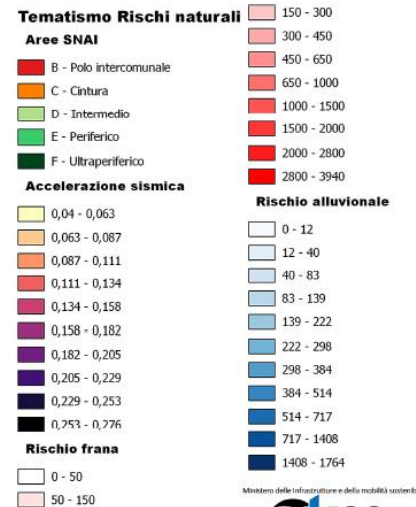 Tematismo Rischi naturali
Aree SNAI
B - Polo intercomunale
C - Cintura
D - Intermedio
E - Periferico
F - Ultraperiferico
Accelerazione sismica
0,04 - 0,063
0,063 - 0,087
0,087 - 0,111
0,111 - 0,134
0,134 - 0,158
0,158 - 0,182
0,182 - 0,205
0,205 - 0,229
0,229 - 0,253
0,253 - 0,276
Rischio frana
0 - 50
50 - 150
150 - 300
300 - 450
450 - 650
650 - 1000
1000 - 1500
1500 - 2000
2000 - 2800
2800 - 3940
Rischio alluvionale
0 - 12
12 - 40
40 - 83
83 - 139
139 - 222
222 - 298
298 - 384
384 - 514
514 - 717
717 - 1408
1408 - 1764
Ministero delle Infrastrutture e della mobilità sostenib